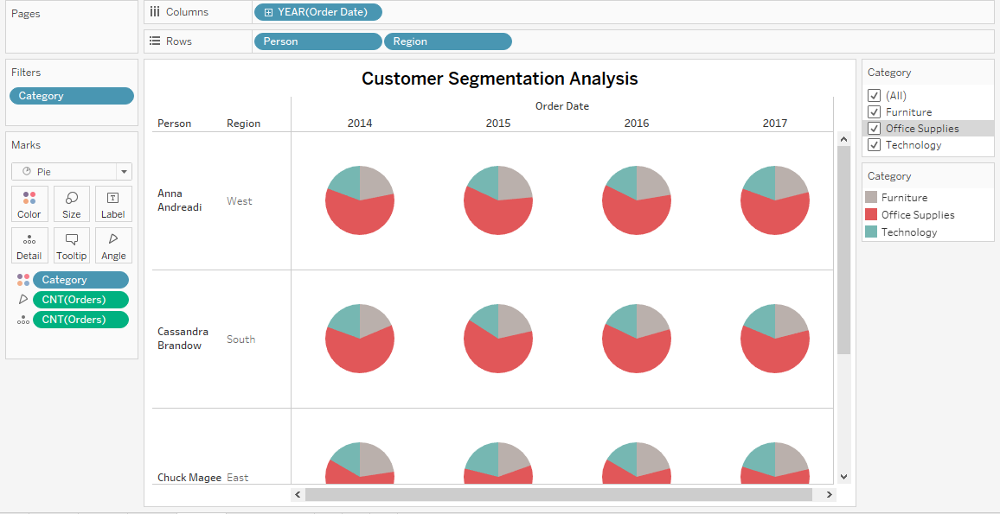 Pages
Columns
YEAR(Order Date)
Rows
Person
Region
Filters
Category
Marks
Pie
Color
Size
Label
Detail
Tooltip
Angle
Category
CNT(Orders)
CNT(Orders)
Customer Segmentation Analysis
Order Date
Person Region 2014 2015 2016 2017
Anna
Andreadi
West
Cassandra
Brandow
South
Chuck Magee East
Category
(All)
Furniture
Office Supplies
Technology
Category
Furniture
Office Supplies
Technology